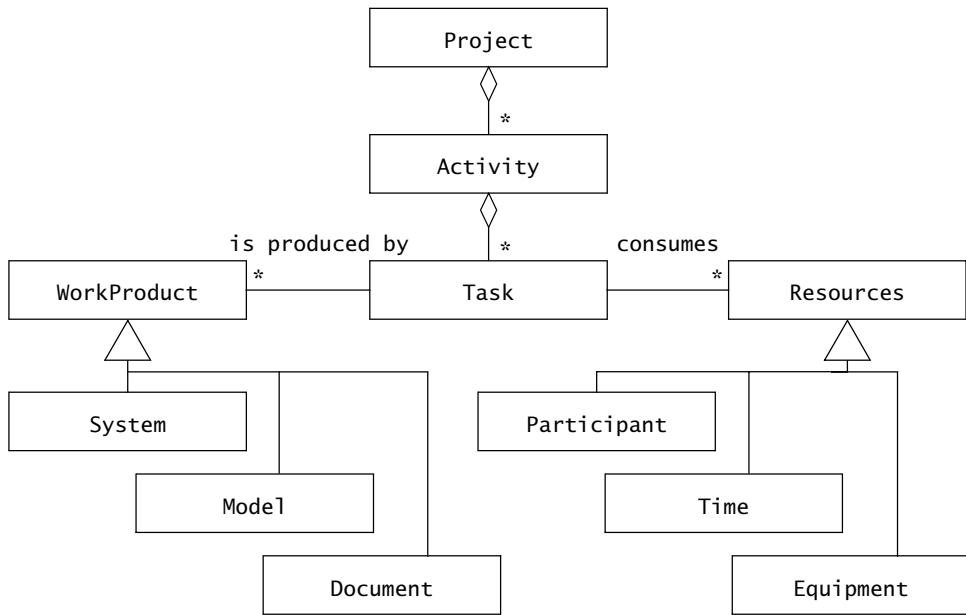 Project
*
Activity
is produced by
*
consumes
*
WorkProduct
Task
*
Resources
System
Participant
Model
Time
Document
Equipment